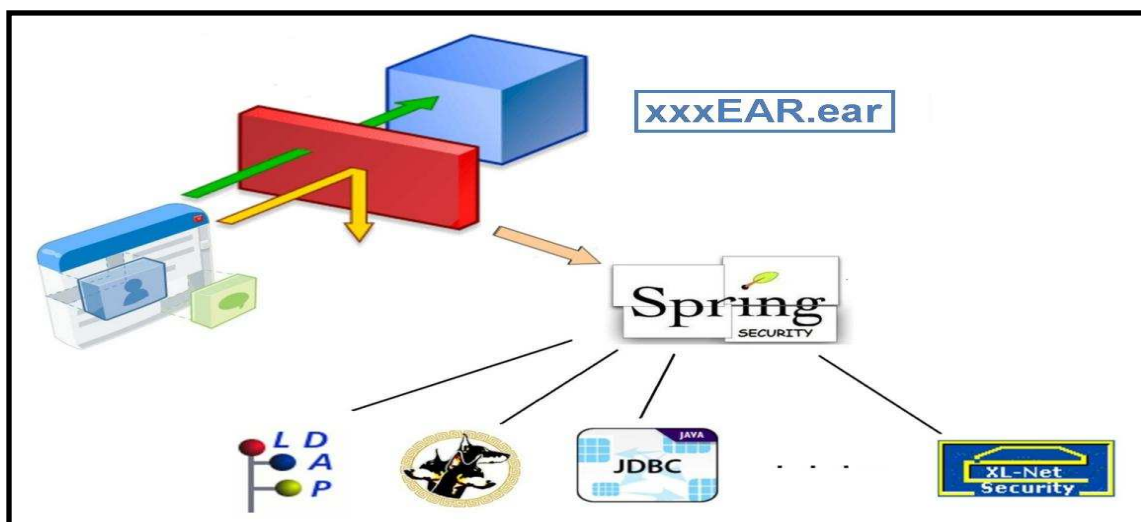 xxxEAR.ear
Spring
SECURITY
L D
A
P
JAVA
JDBC
. . .
XL-Net
Security